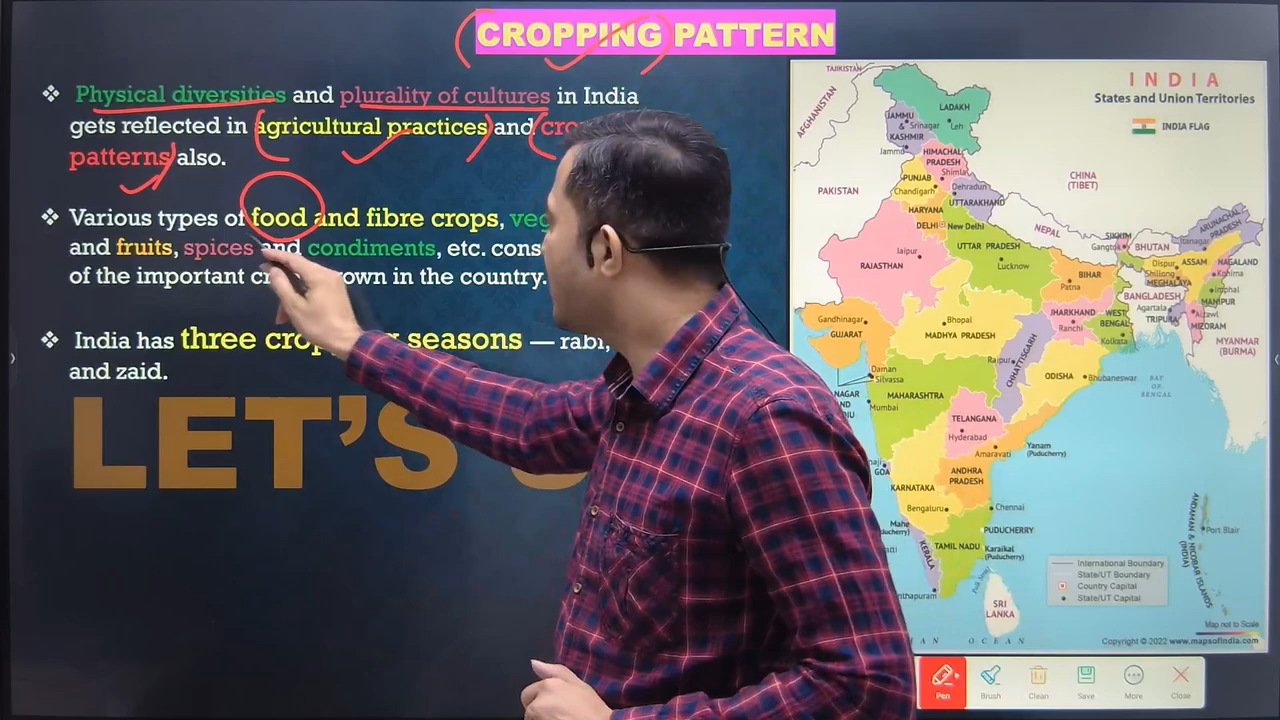 CROPPING PATTERN
❖ Physical diversities and plurality of cultures in India
gets reflected in agricultural practices and
patterns also.
❖ Various types of food and fibre crops,
and fruits, spices and condiments, etc.
of the important grown in the country.
❖ India has three seasons — rabi,
and zaid.
LET'S
INDIA
States and Union Territories
INDIA FLAG
TAJIKISTAN
AFGHANISTAN
PAKISTAN
CHINA
(TIBET)
LADAKH
Leh
JAMMU
&
KASHMIR
Srinagar
Jammu
HIMACHAL
PRADESH
Shimla
PUNJAB
Chandigarh
Dehradun
UTTARAKHAND
HARYANA
DELHI
New Delhi
NEPAL
SIKKIM
Gangtok
BHUTAN
ARUNACHAL
PRADESH
Itanagar
RAJASTHAN
Jaipur
UTTAR PRADESH
Lucknow
BIHAR
Patna
Dispur
ASSAM
NAGALAND
Kohima
Shillong
MEGHALAYA
Imphal
MANIPUR
BANGLADESH
Agartala
TRIPURA
Aizawl
MIZORAM
MYANMAR
(BURMA)
Gandhinagar
GUJARAT
Bhopal
MADHYA PRADESH
JHARKHAND
Ranchi
WEST
BENGAL
Kolkata
CHHATTISGARH
Raipur
ODISHA
Bhubaneswar
BAY
OF
BENGAL
Daman
Silvassa
NAGAR
MAHARASHTRA
Mumbai
TELANGANA
Hyderabad
Amaravati
Yanam
(Puducherry)
GOA
KARNATAKA
ANDHRA
PRADESH
Bengaluru
Chennai
Mahe
PUDUCHERRY
KERALA
TAMIL NADU
Karaikal
(Puducherry)
SRI
LANKA
ANDAMAN & NICOBAR ISLANDS
(INDIA)
Port Blair
International Boundary
State/UT Boundary
Country Capital
State/UT Capital
Map not to Scale
OCEAN
Copyright © 2022 www.mapsofindia.com
Pen Brush Clean Save More Close